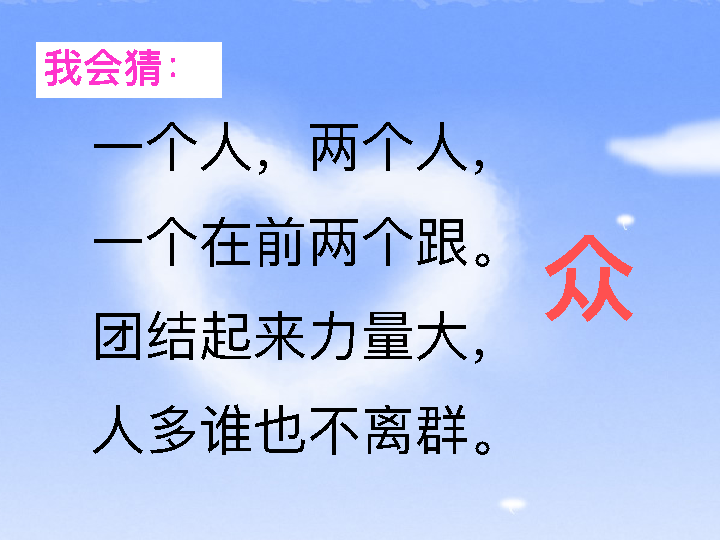 我会猜：
一个人，两个人，
一个在前两个跟。
众
团结起来力量大，
人多谁也不离群。